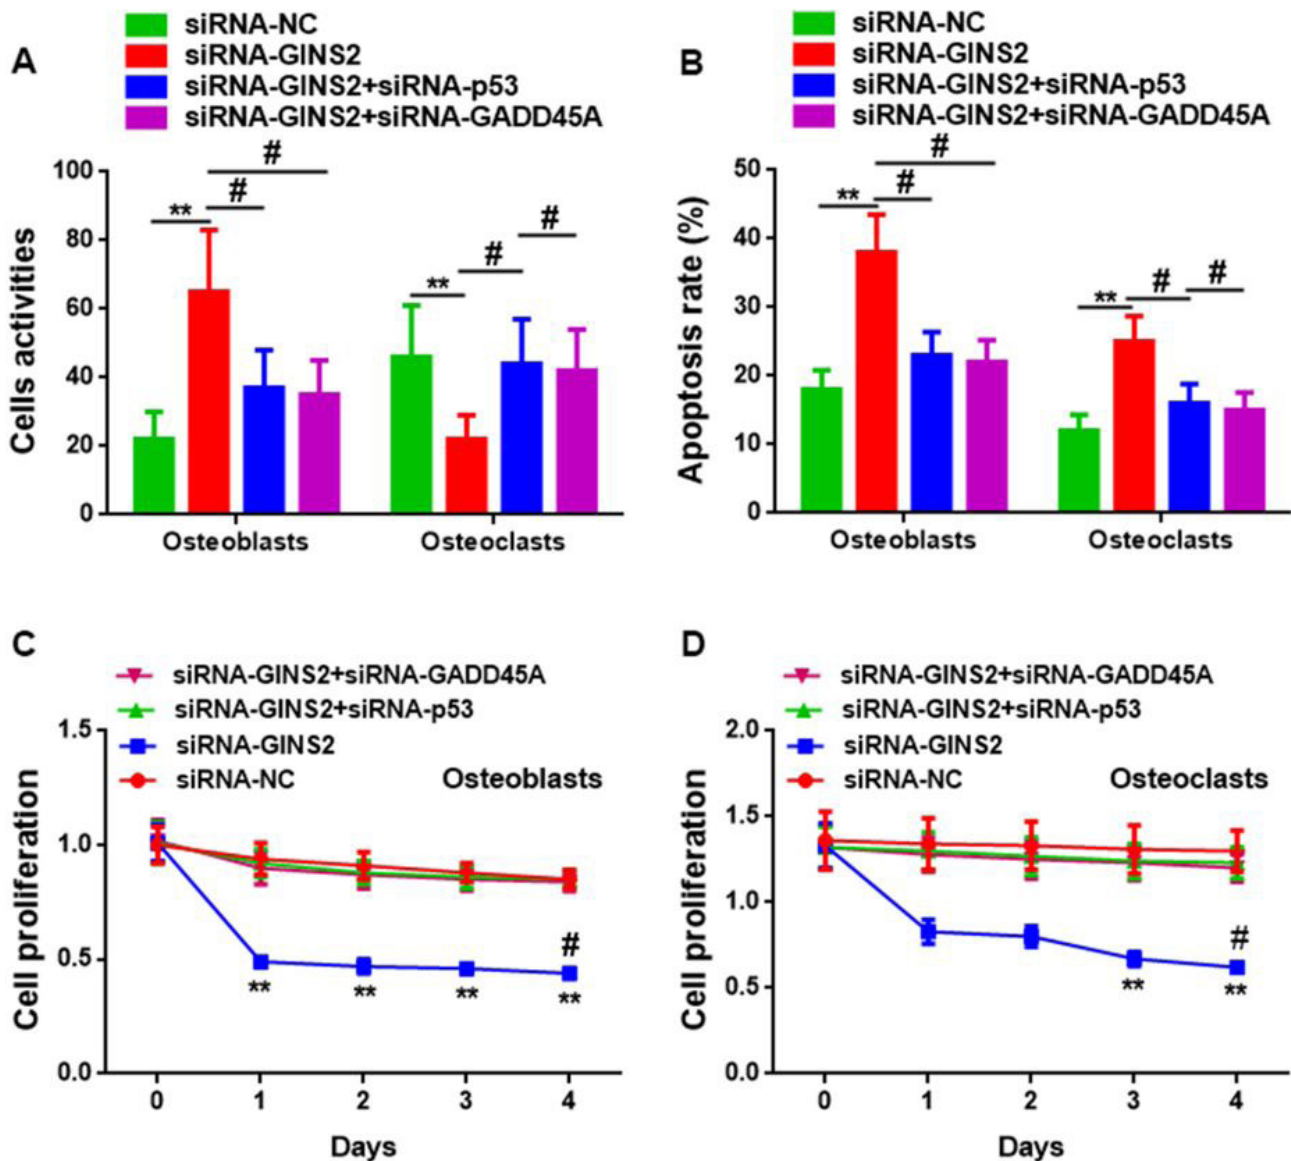 A
siRNA-NC
siRNA-GINS2
siRNA-GINS2+siRNA-p53
siRNA-GINS2+siRNA-GADD45A
Cells activities
100
80
60
40
20
0
** # # ** # #
Osteoblasts Osteoclasts
B
siRNA-NC
siRNA-GINS2
siRNA-GINS2+siRNA-p53
siRNA-GINS2+siRNA-GADD45A
Apoptosis rate (%)
50
40
30
20
10
0
** # # ** # #
Osteoblasts Osteoclasts
C
siRNA-GINS2+siRNA-GADD45A
siRNA-GINS2+siRNA-p53
siRNA-GINS2
siRNA-NC
Osteoblasts
Cell proliferation
1.5
1.0
0.5
0.0
#
** ** ** **
0 1 2 3 4
Days
D
siRNA-GINS2+siRNA-GADD45A
siRNA-GINS2+siRNA-p53
siRNA-GINS2
siRNA-NC
Osteoclasts
Cell proliferation
2.0
1.5
1.0
0.5
0.0
#
** **
0 1 2 3 4
Days